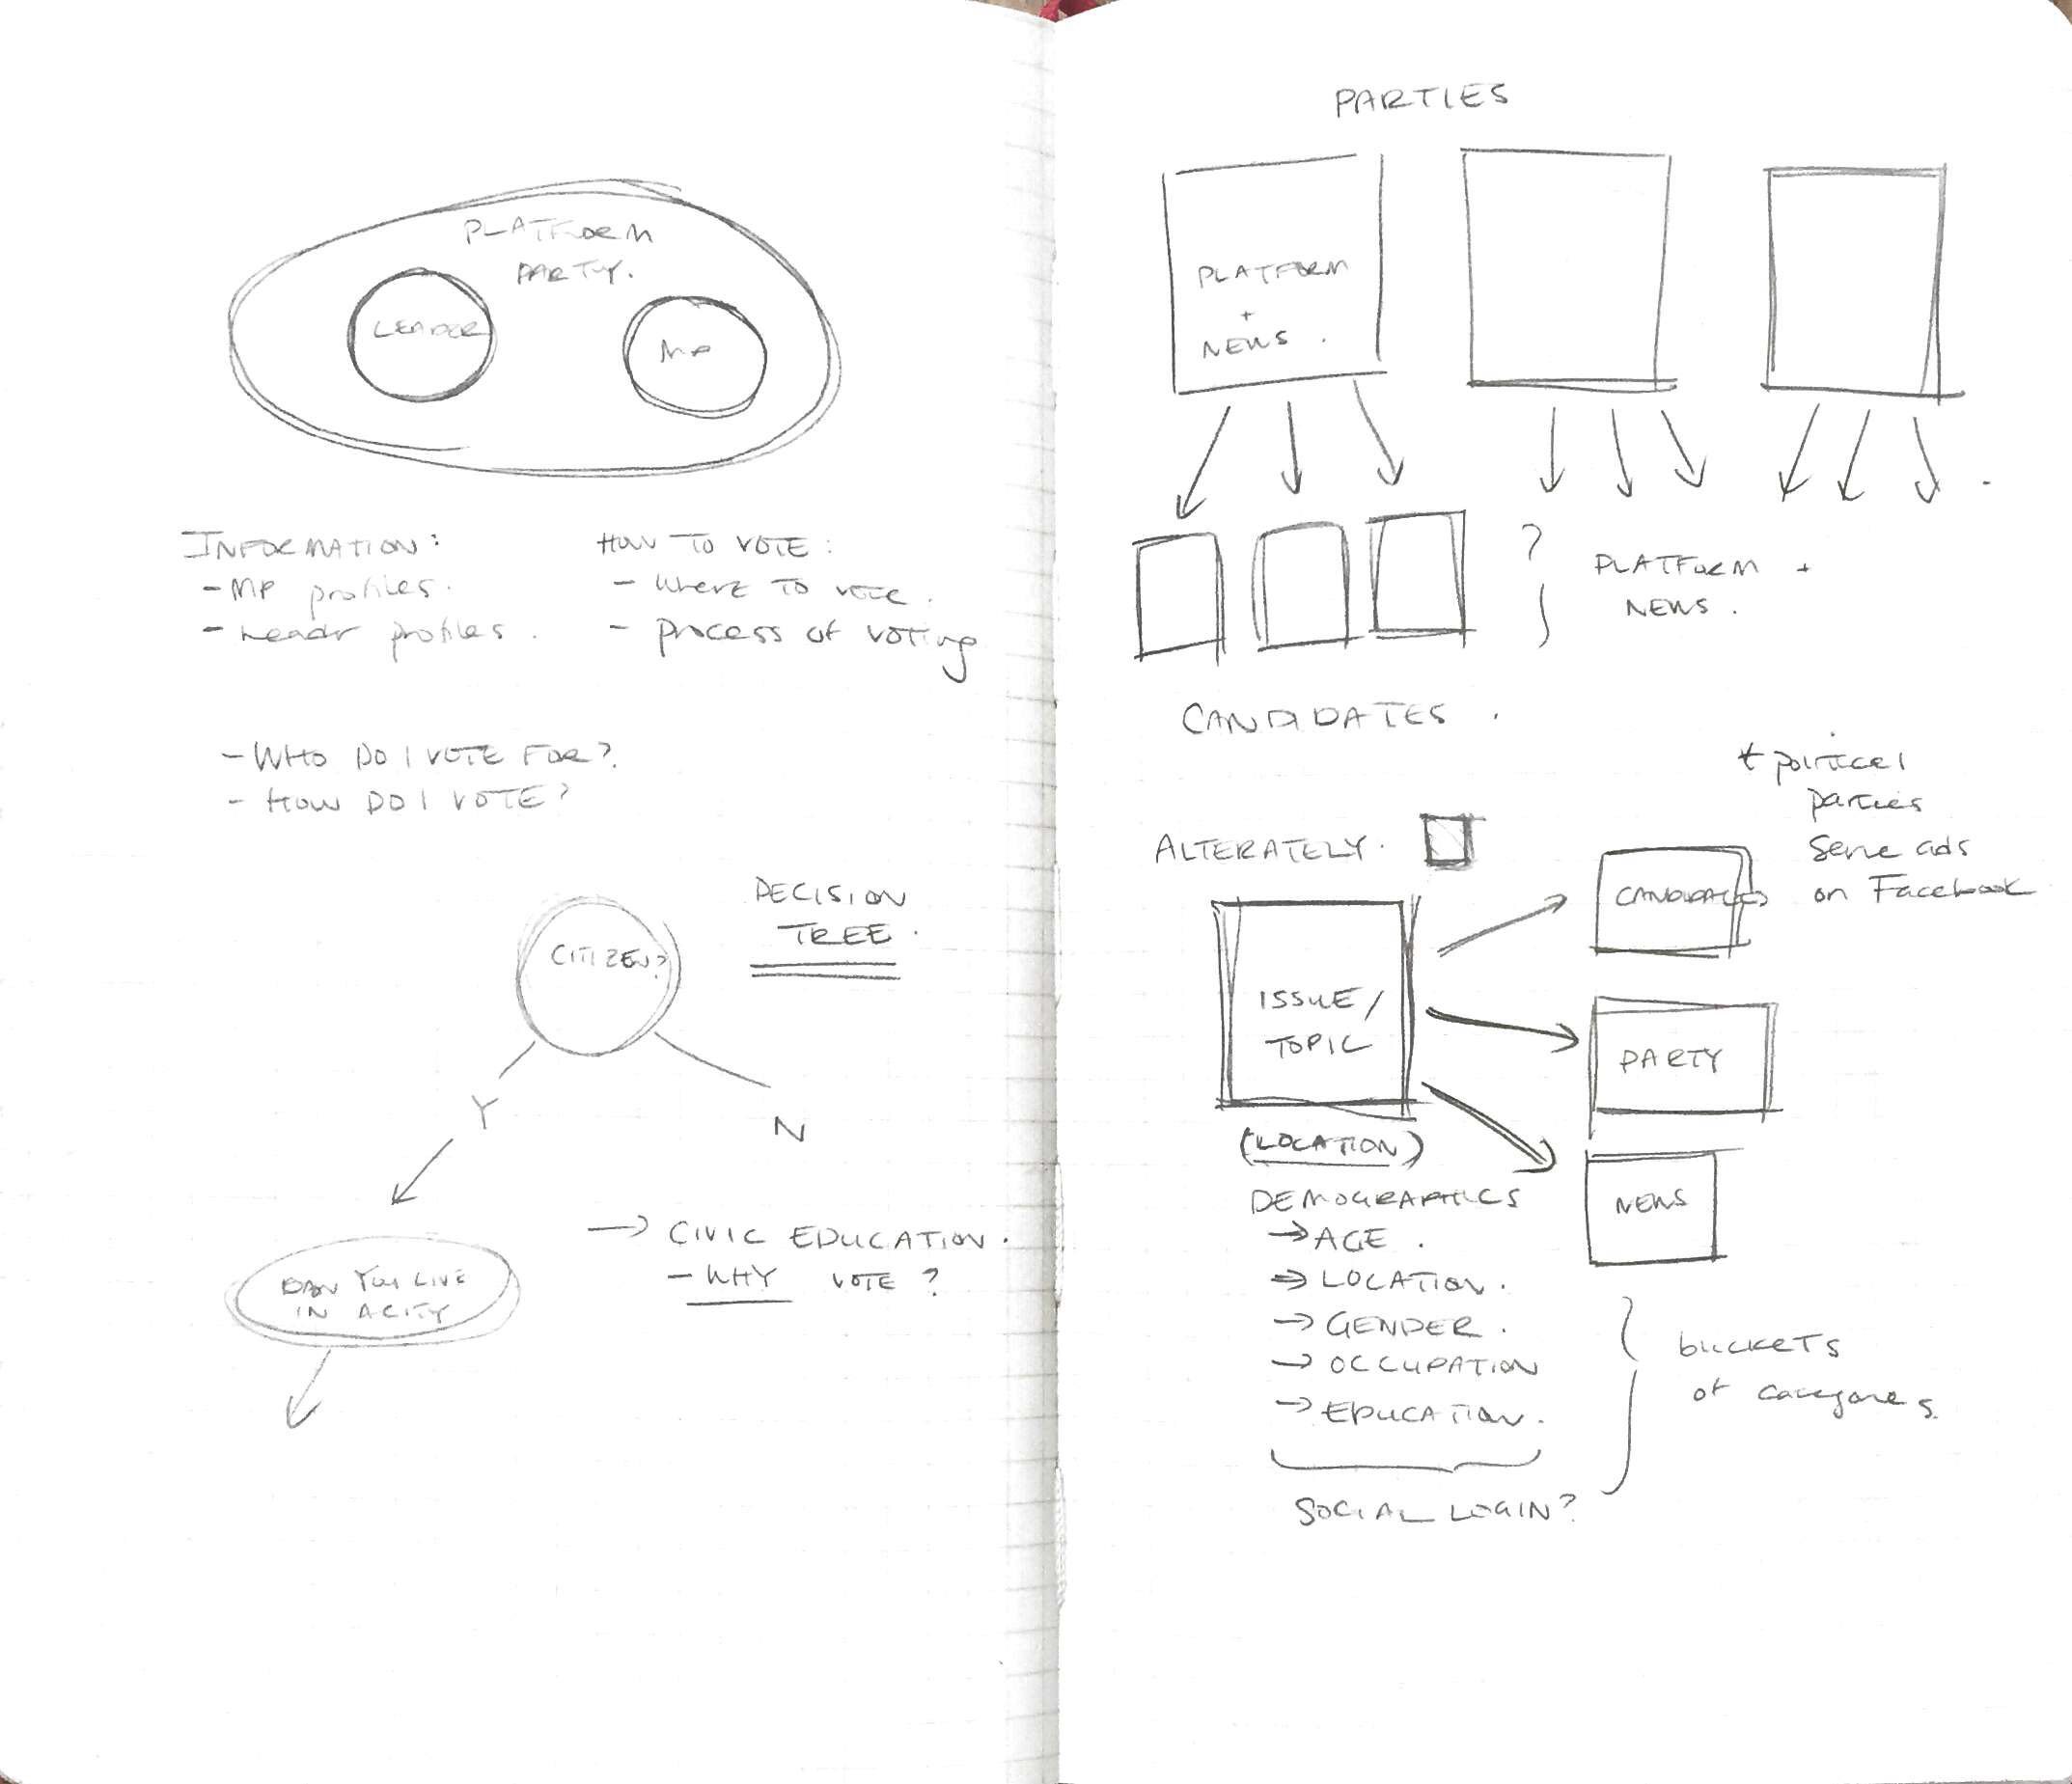 PLATFORM
PARTY.
LEADER
MP
INFORMATION:
- MP profiles.
- Leadr profiles.
HOW TO VOTE:
- Where to vote.
- process of voting
- WHO DO I VOTE FOR?
- HOW DO I VOTE?
DECISION
TREE.
CITIZEN?
Y
N
YOU LIVE
IN A CITY
→ CIVIC EDUCATION.
- WHY VOTE?
PARTIES
PLATFORM
+
NEWS.
?
PLATFORM +
NEWS.
CANDIDATES.
ALTERATELY.
* political
parties
serve ads
on Facebook
ISSUE/
TOPIC
(LOCATION)
CANDIDATES
PARTY
NEWS
DEMOGRAPHICS
→ AGE.
→ LOCATION.
→ GENDER.
→ OCCUPATION
→ EDUCATION.
SOCIAL LOGIN?
buckets
of categories.